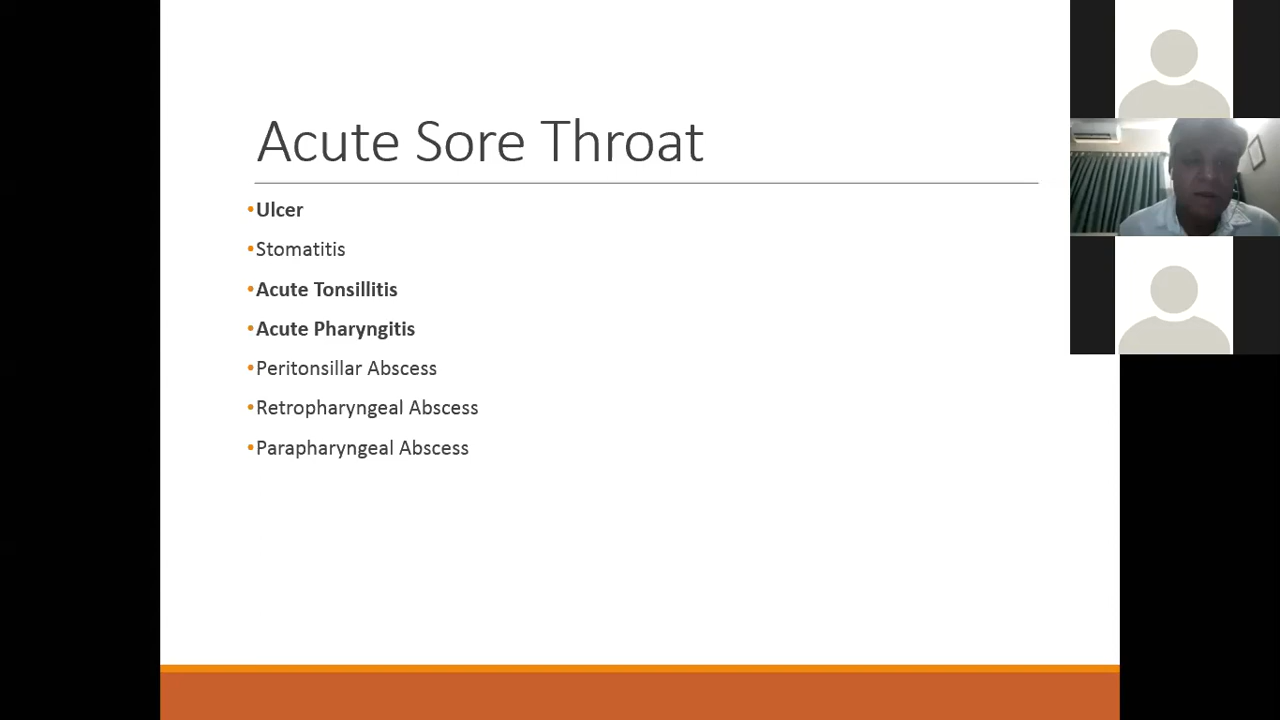 Acute Sore Throat
•Ulcer
•Stomatitis
•Acute Tonsillitis
•Acute Pharyngitis
•Peritonsillar Abscess
•Retropharyngeal Abscess
•Parapharyngeal Abscess